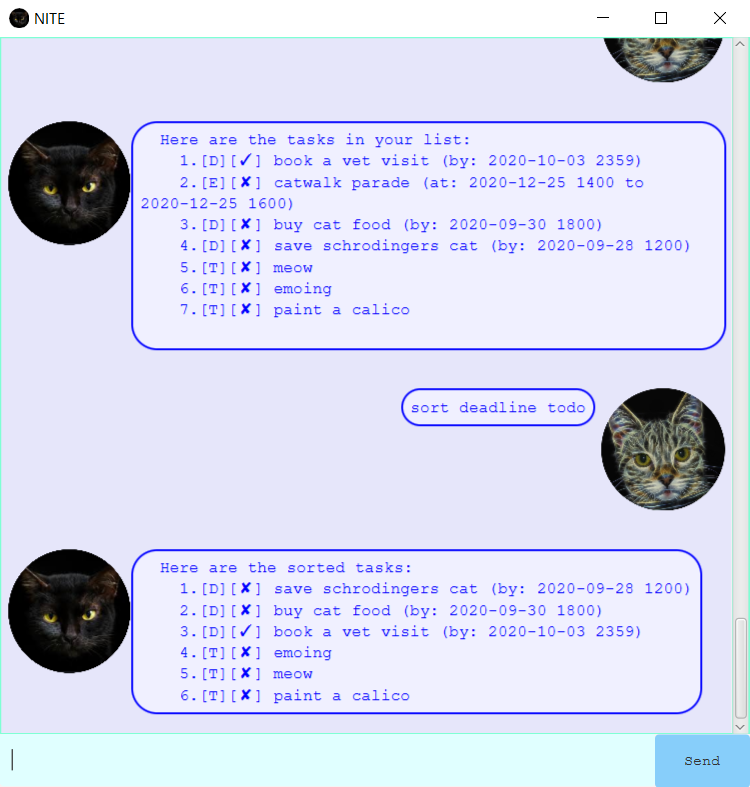 NITE
Here are the tasks in your list:
1.[D][✓] book a vet visit (by: 2020-10-03 2359)
2.[E][✘] catwalk parade (at: 2020-12-25 1400 to
2020-12-25 1600)
3.[D][✘] buy cat food (by: 2020-09-30 1800)
4.[D][✘] save schrodingers cat (by: 2020-09-28 1200)
5.[T][✘] meow
6.[T][✘] emoing
7.[T][✘] paint a calico
sort deadline todo
Here are the sorted tasks:
1.[D][✘] save schrodingers cat (by: 2020-09-28 1200)
2.[D][✘] buy cat food (by: 2020-09-30 1800)
3.[D][✓] book a vet visit (by: 2020-10-03 2359)
4.[T][✘] emoing
5.[T][✘] meow
6.[T][✘] paint a calico
Send